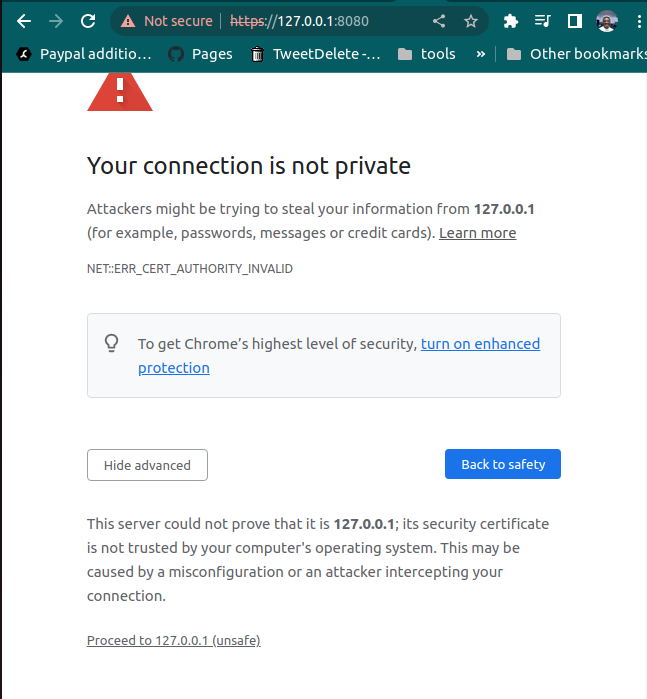 Not secure https://127.0.0.1:8080
Paypal additio... Pages TweetDelete -... tools » Other bookmarks
Your connection is not private
Attackers might be trying to steal your information from 127.0.0.1
(for example, passwords, messages or credit cards). Learn more
NET::ERR_CERT_AUTHORITY_INVALID
To get Chrome's highest level of security, turn on enhanced
protection
Hide advanced
Back to safety
This server could not prove that it is 127.0.0.1; its security certificate
is not trusted by your computer's operating system. This may be
caused by a misconfiguration or an attacker intercepting your
connection.
Proceed to 127.0.0.1 (unsafe)